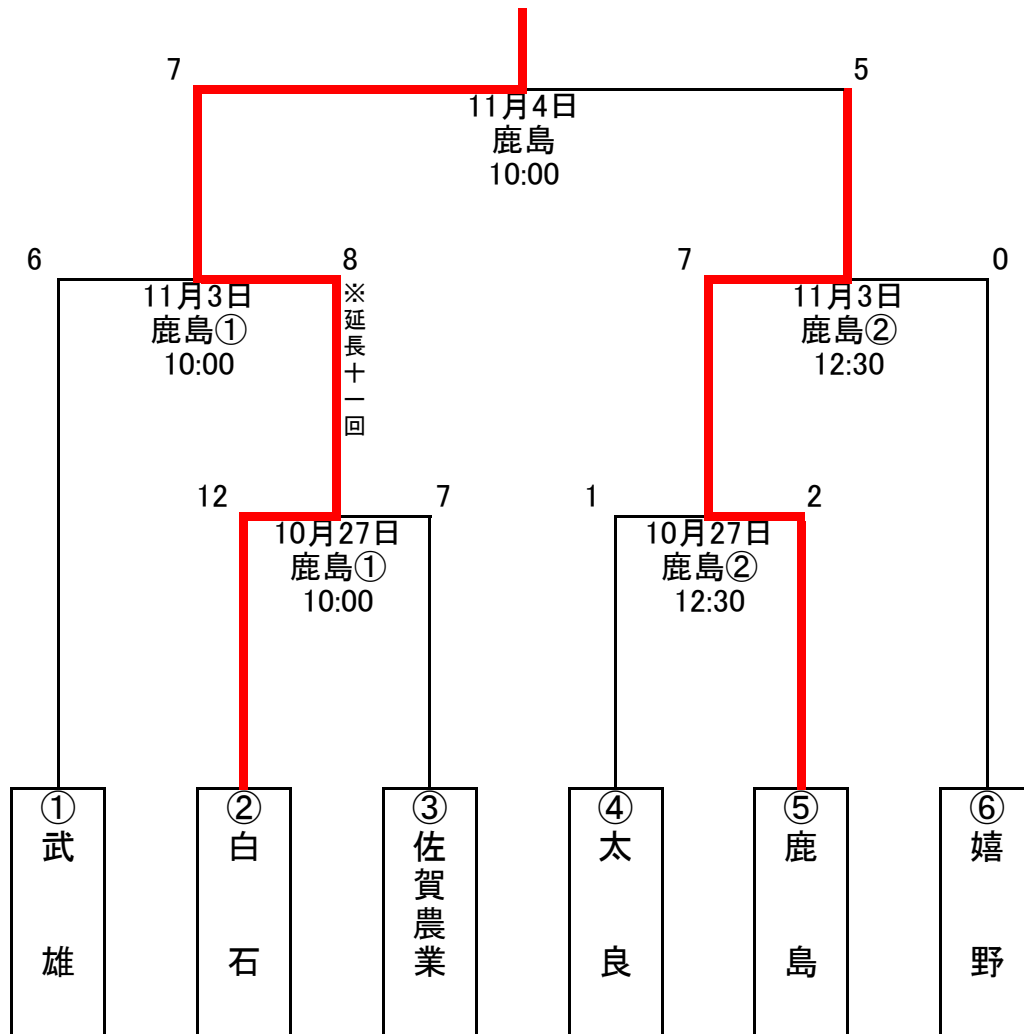 7
5
11月4日
鹿島
10:00
6
8
7
0
11月3日
鹿島①
10:00
※延長十一回
11月3日
鹿島②
12:30
12
7
1
2
10月27日
鹿島①
10:00
10月27日
鹿島②
12:30
①武雄
②白石
③佐賀農業
④太良
⑤鹿島
⑥嬉野